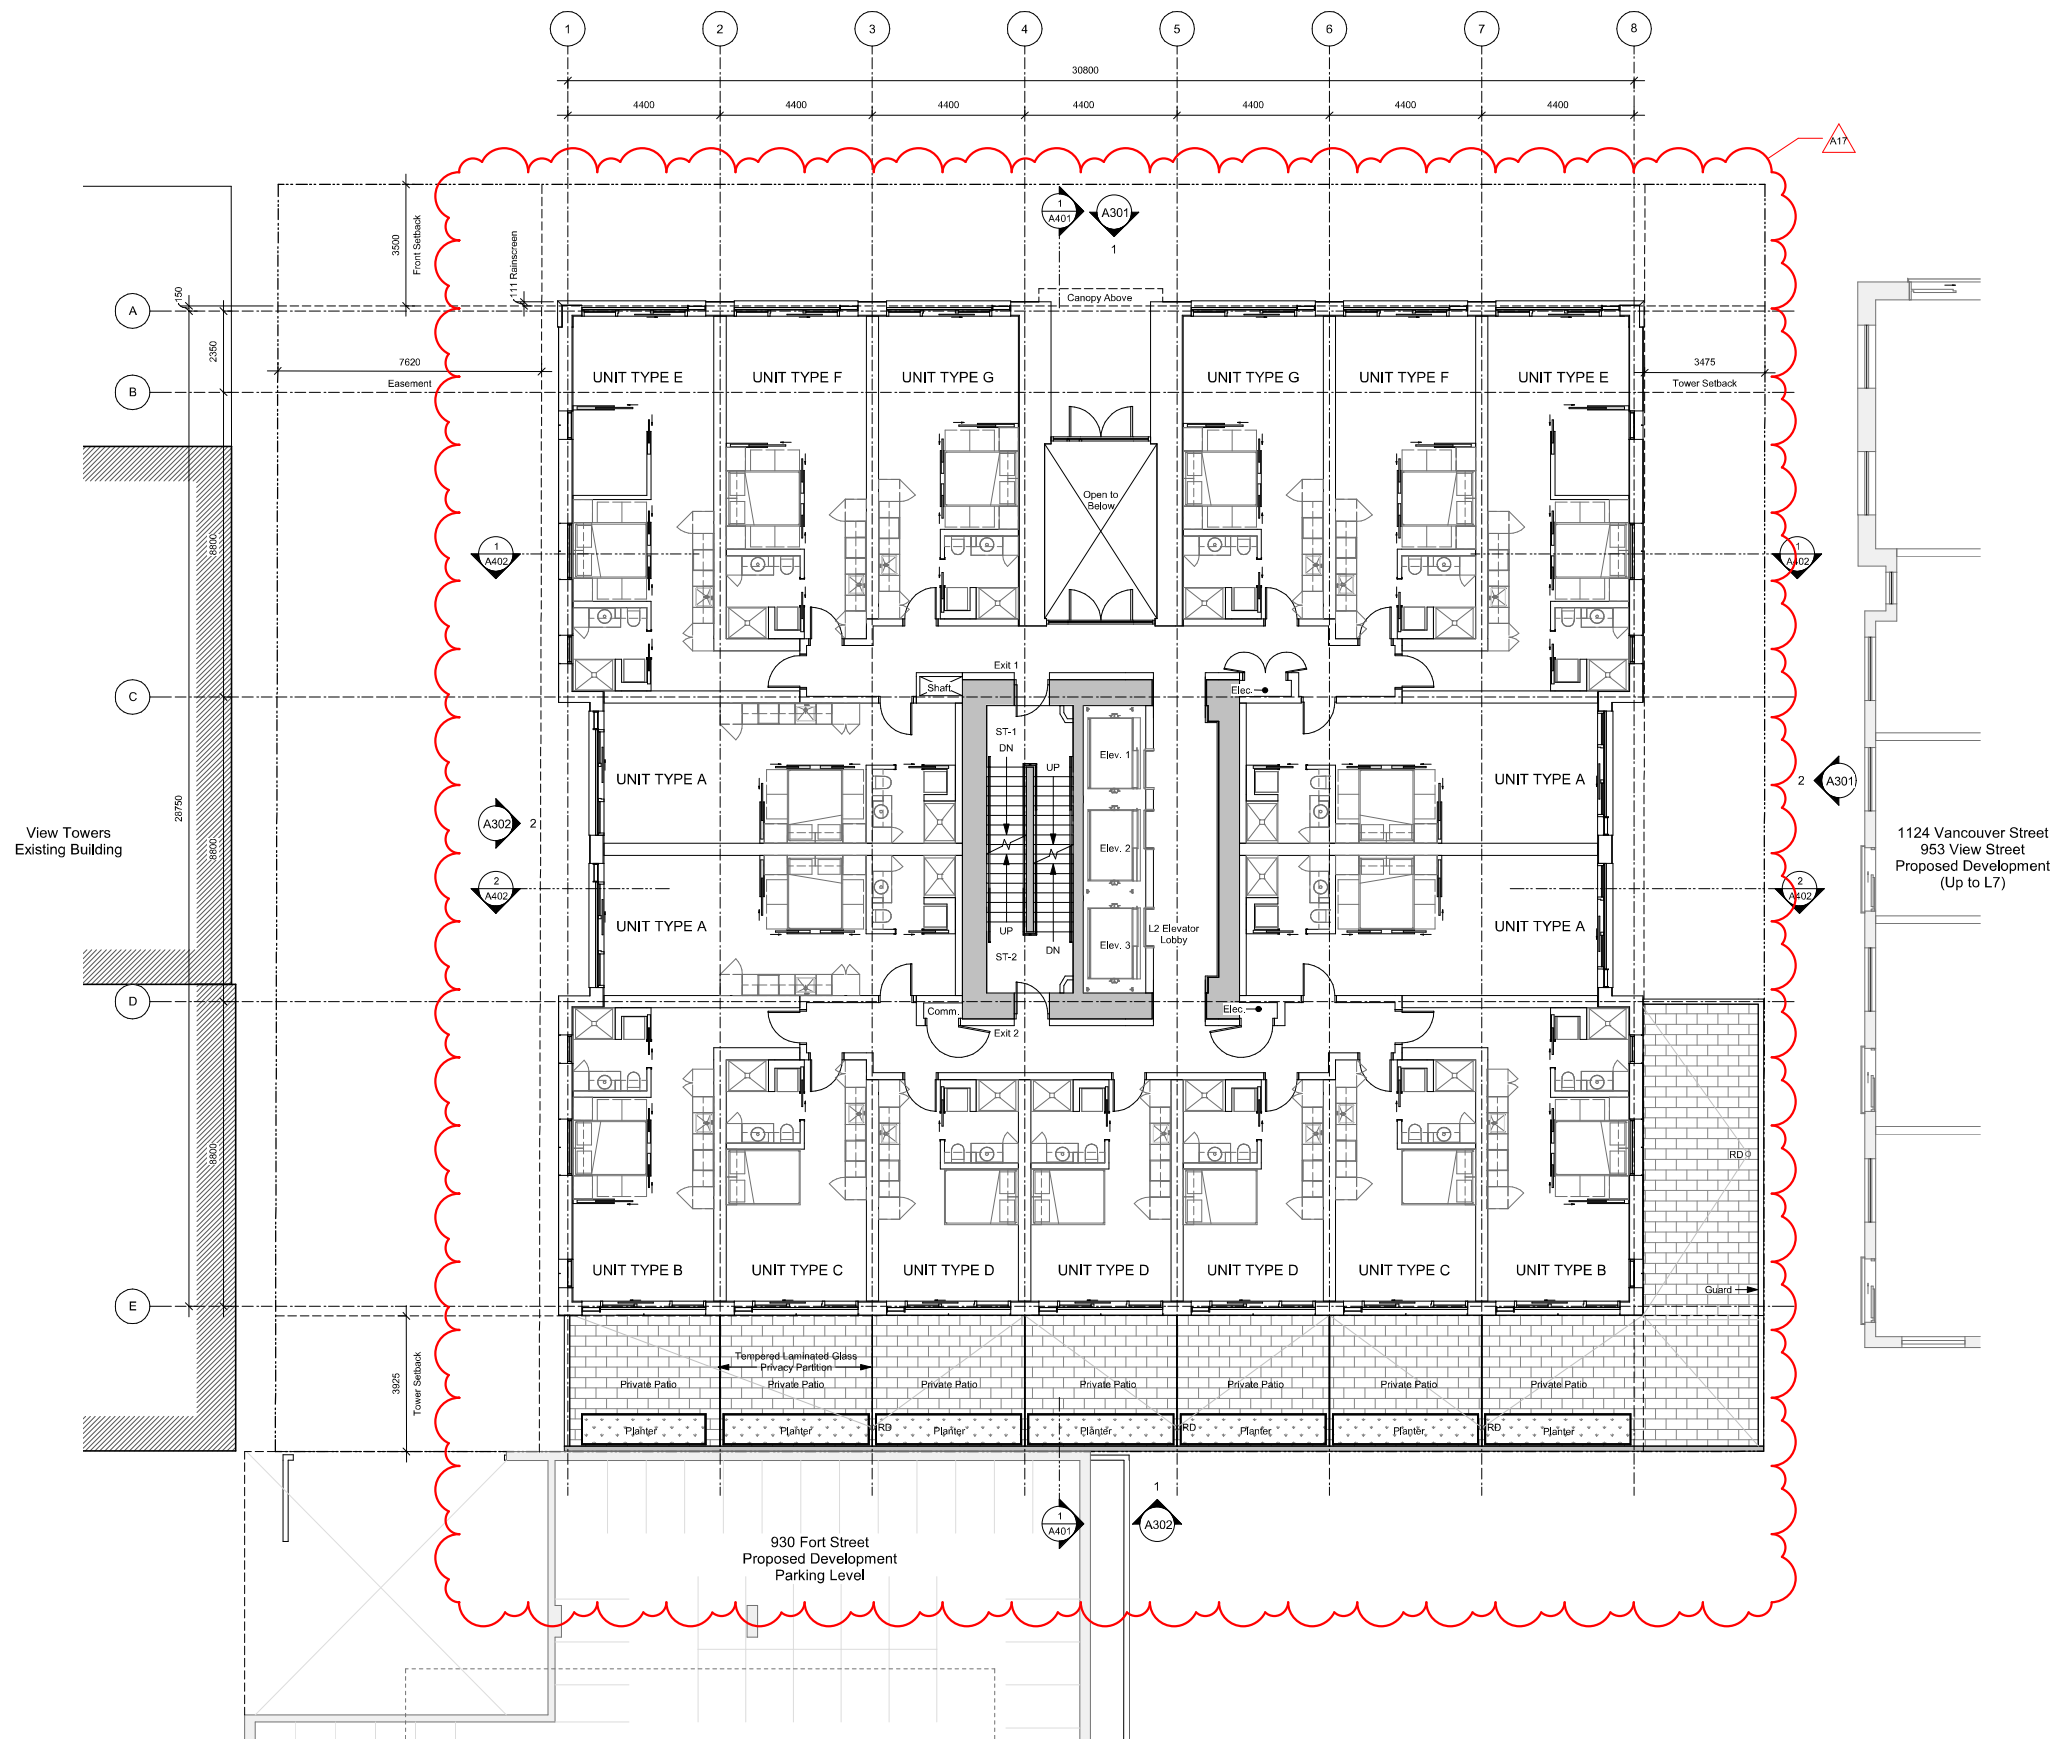 1 2 3 4 5 6 7 8
30800
4400 4400 4400 4400 4400 4400 4400
A17
3500
Front Setback
111 Rainscreen
150
1
A401
A301
1
Canopy Above
A
2350
7620
Easement
3475
Tower Setback
UNIT TYPE E UNIT TYPE F UNIT TYPE G UNIT TYPE G UNIT TYPE F UNIT TYPE E
B
Open to
Below
8800
1
A402
1
A402
Exit 1
Shaft
Elec.
C
ST-1
DN
UP
Elev. 1
UNIT TYPE A
UNIT TYPE A
2
A301
28750
A302
2
8800
Elev. 2
View Towers
Existing Building
1124 Vancouver Street
953 View Street
Proposed Development
(Up to L7)
2
A402
2
A402
UNIT TYPE A
UNIT TYPE A
UP
DN
ST-2
Elev. 3
L2 Elevator
Lobby
D
Comm.
Exit 2
Elec.
8800
RD
UNIT TYPE B UNIT TYPE C UNIT TYPE D UNIT TYPE D UNIT TYPE D UNIT TYPE C UNIT TYPE B
Guard
E
3925
Tower Setback
Tempered Laminated Glass
Privacy Partition
Private Patio Private Patio Private Patio Private Patio Private Patio Private Patio Private Patio
RD RD RD
Planter Planter Planter Planter Planter Planter Planter
1
A401
1
A302
930 Fort Street
Proposed Development
Parking Level